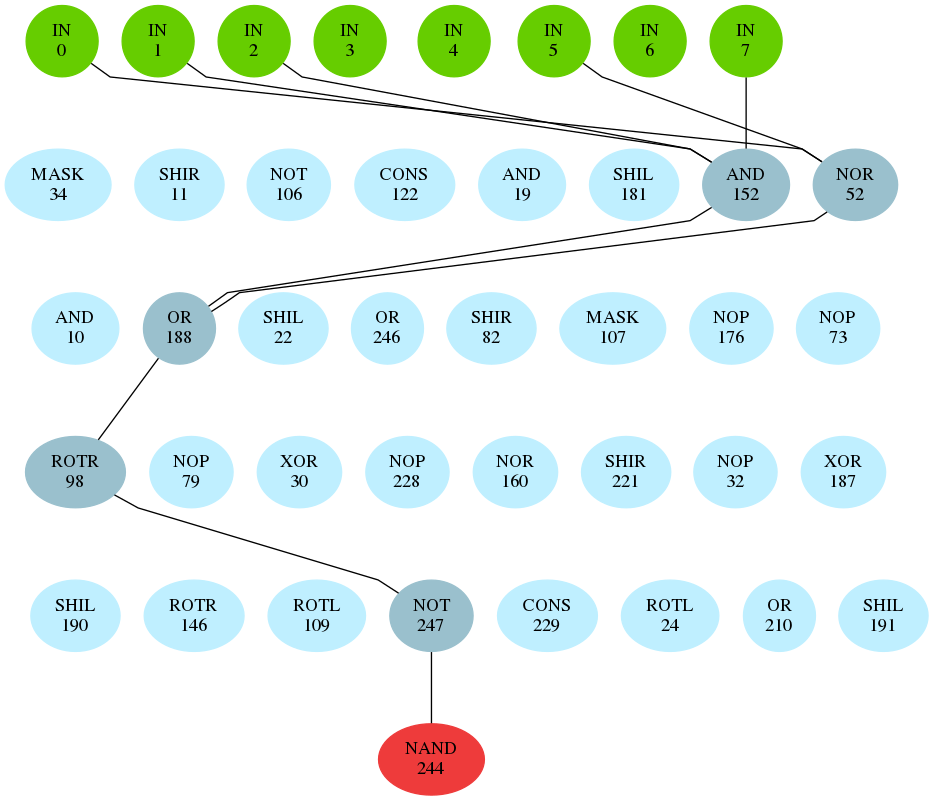 IN IN IN IN IN IN IN IN
0 1 2 3 4 5 6 7
MASK SHIR NOT CONS AND SHIL AND NOR
34 11 106 122 19 181 152 52
AND OR SHIL OR SHIR MASK NOP NOP
10 188 22 246 82 107 176 73
ROTR NOP XOR NOP NOR SHIR NOP XOR
98 79 30 228 160 221 32 187
SHIL ROTR ROTL NOT CONS ROTL OR SHIL
190 146 109 247 229 24 210 191
NAND
244